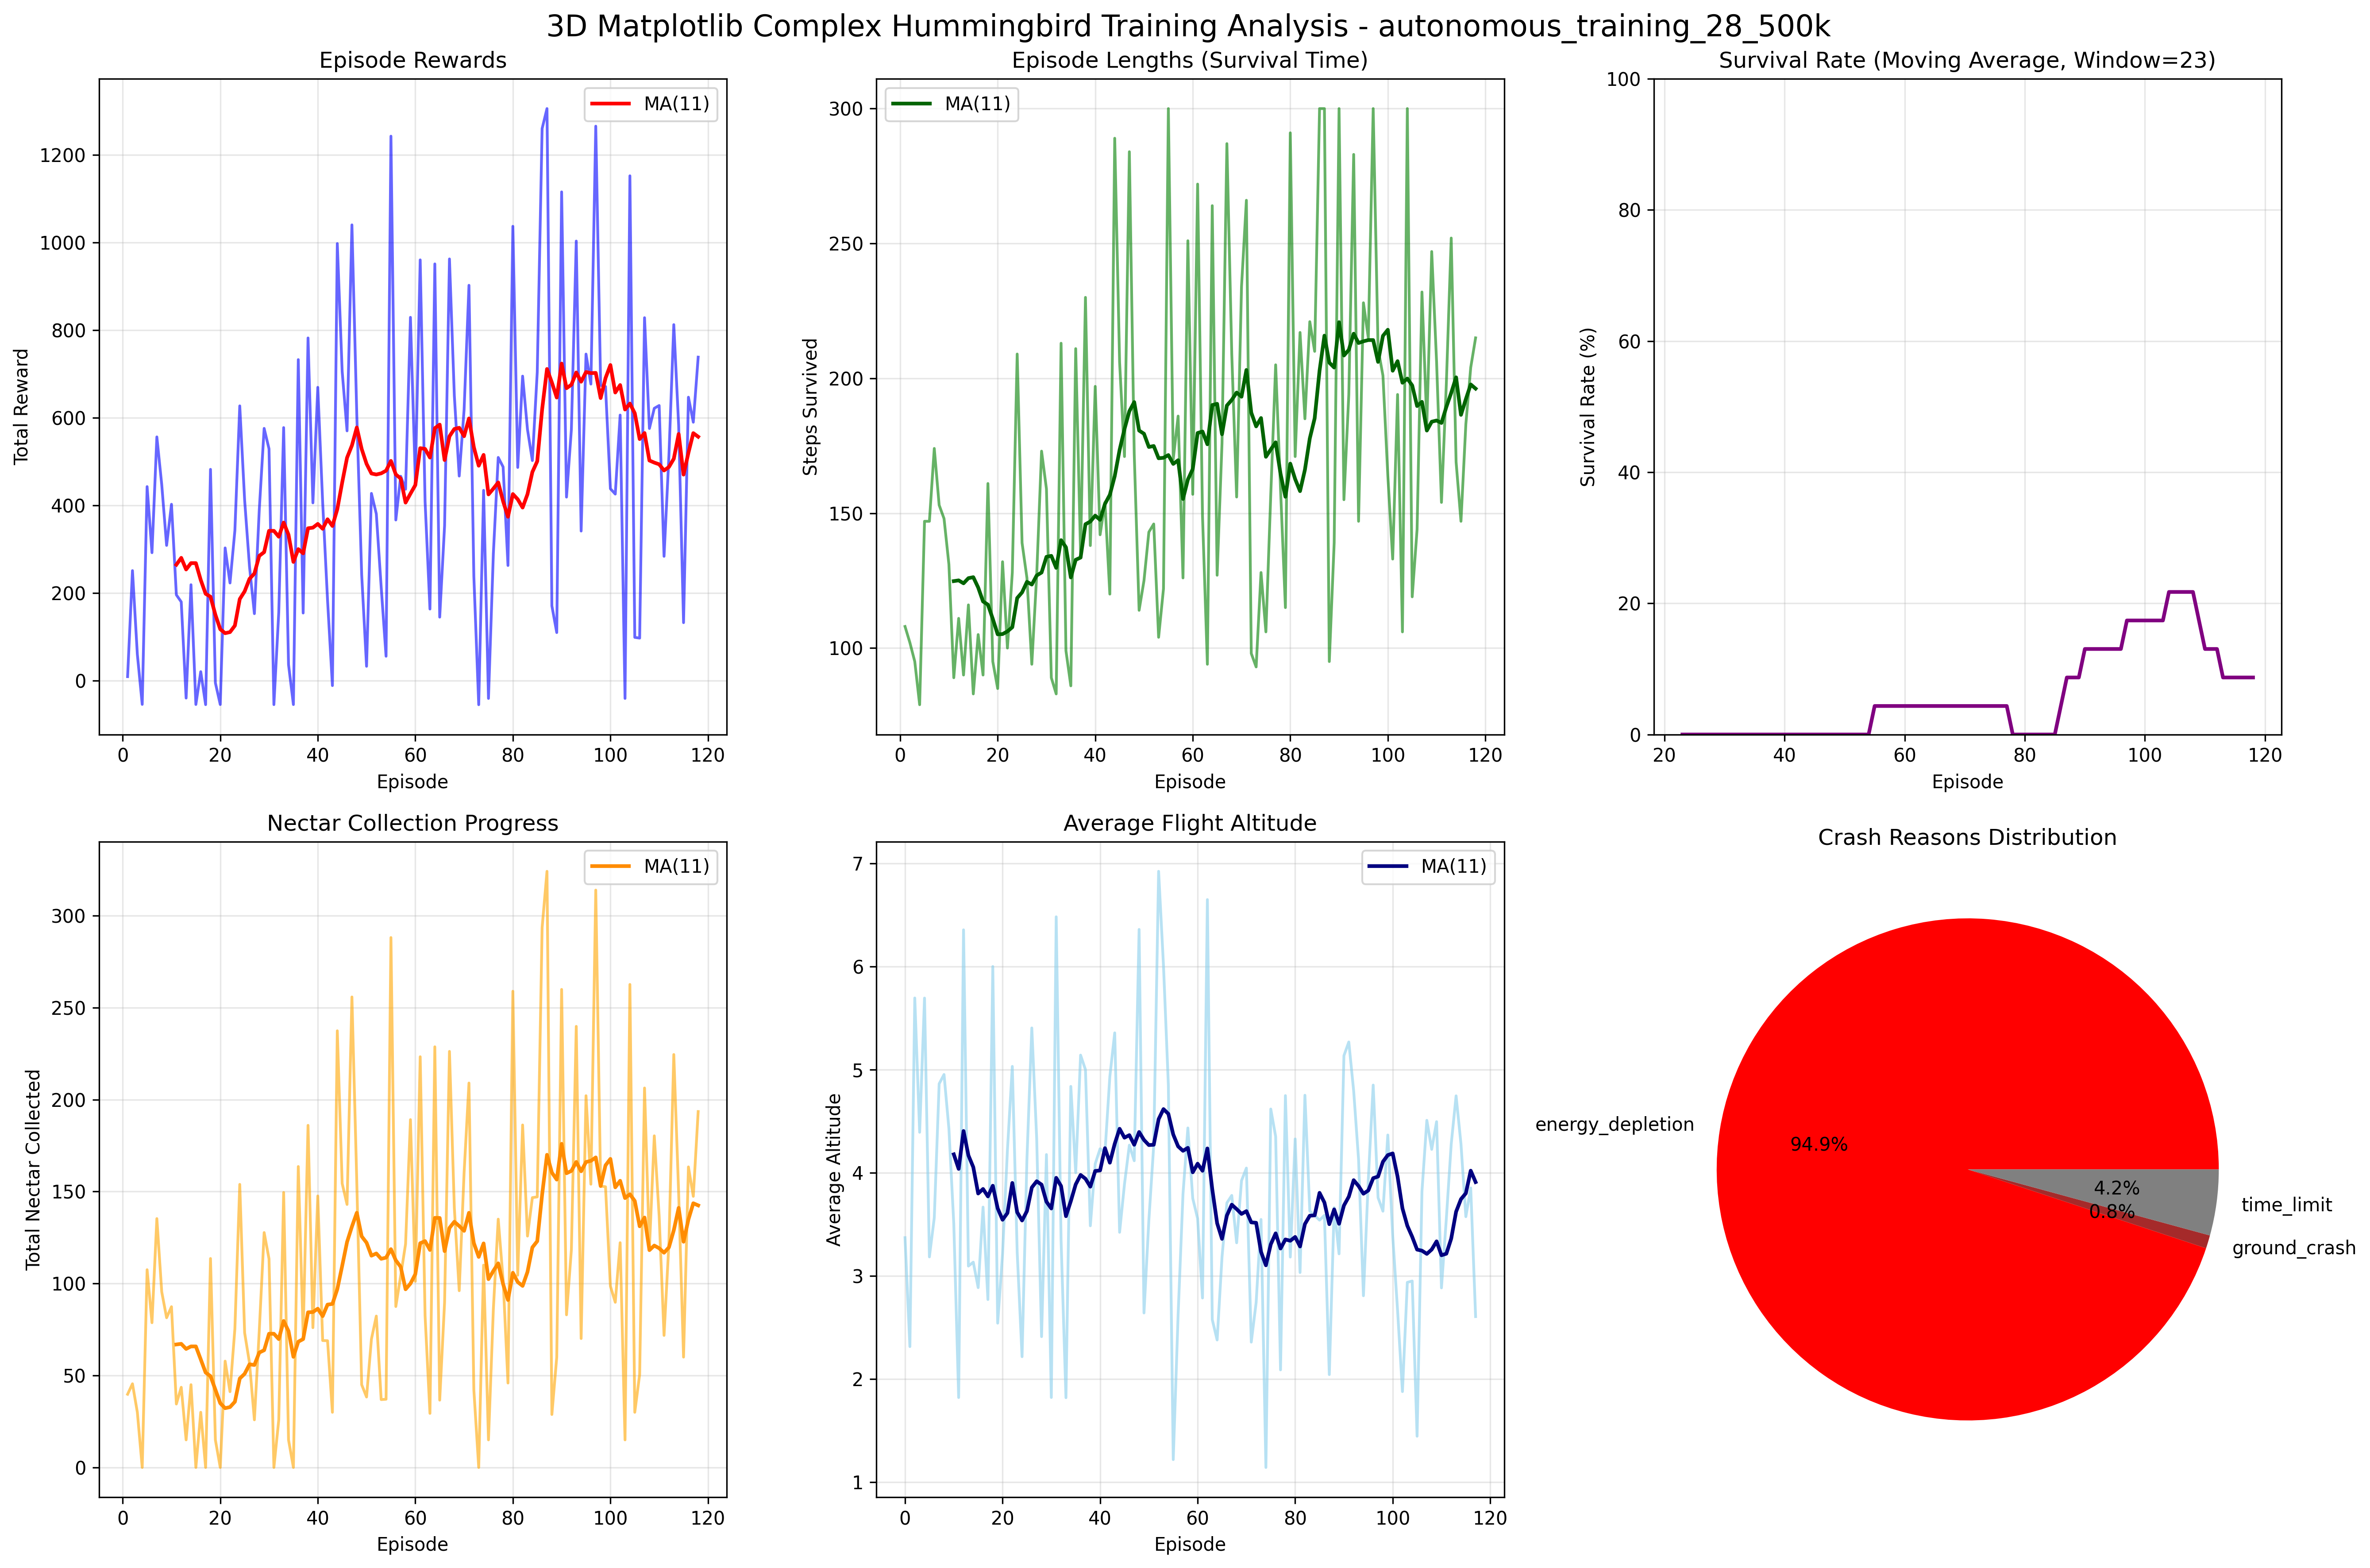 3D Matplotlib Complex Hummingbird Training Analysis - autonomous_training_28_500k
Episode Rewards
MA(11)
Total Reward
1200
1000
800
600
400
200
0
0 20 40 60 80 100 120
Episode
Episode Lengths (Survival Time)
MA(11)
Steps Survived
300
250
200
150
100
0 20 40 60 80 100 120
Episode
Survival Rate (Moving Average, Window=23)
Survival Rate (%)
100
80
60
40
20
0
20 40 60 80 100 120
Episode
Nectar Collection Progress
MA(11)
Total Nectar Collected
300
250
200
150
100
50
0
0 20 40 60 80 100 120
Episode
Average Flight Altitude
MA(11)
Average Altitude
7
6
5
4
3
2
1
0 20 40 60 80 100 120
Episode
Crash Reasons Distribution
energy_depletion
94.9%
4.2%
time_limit
0.8%
ground_crash